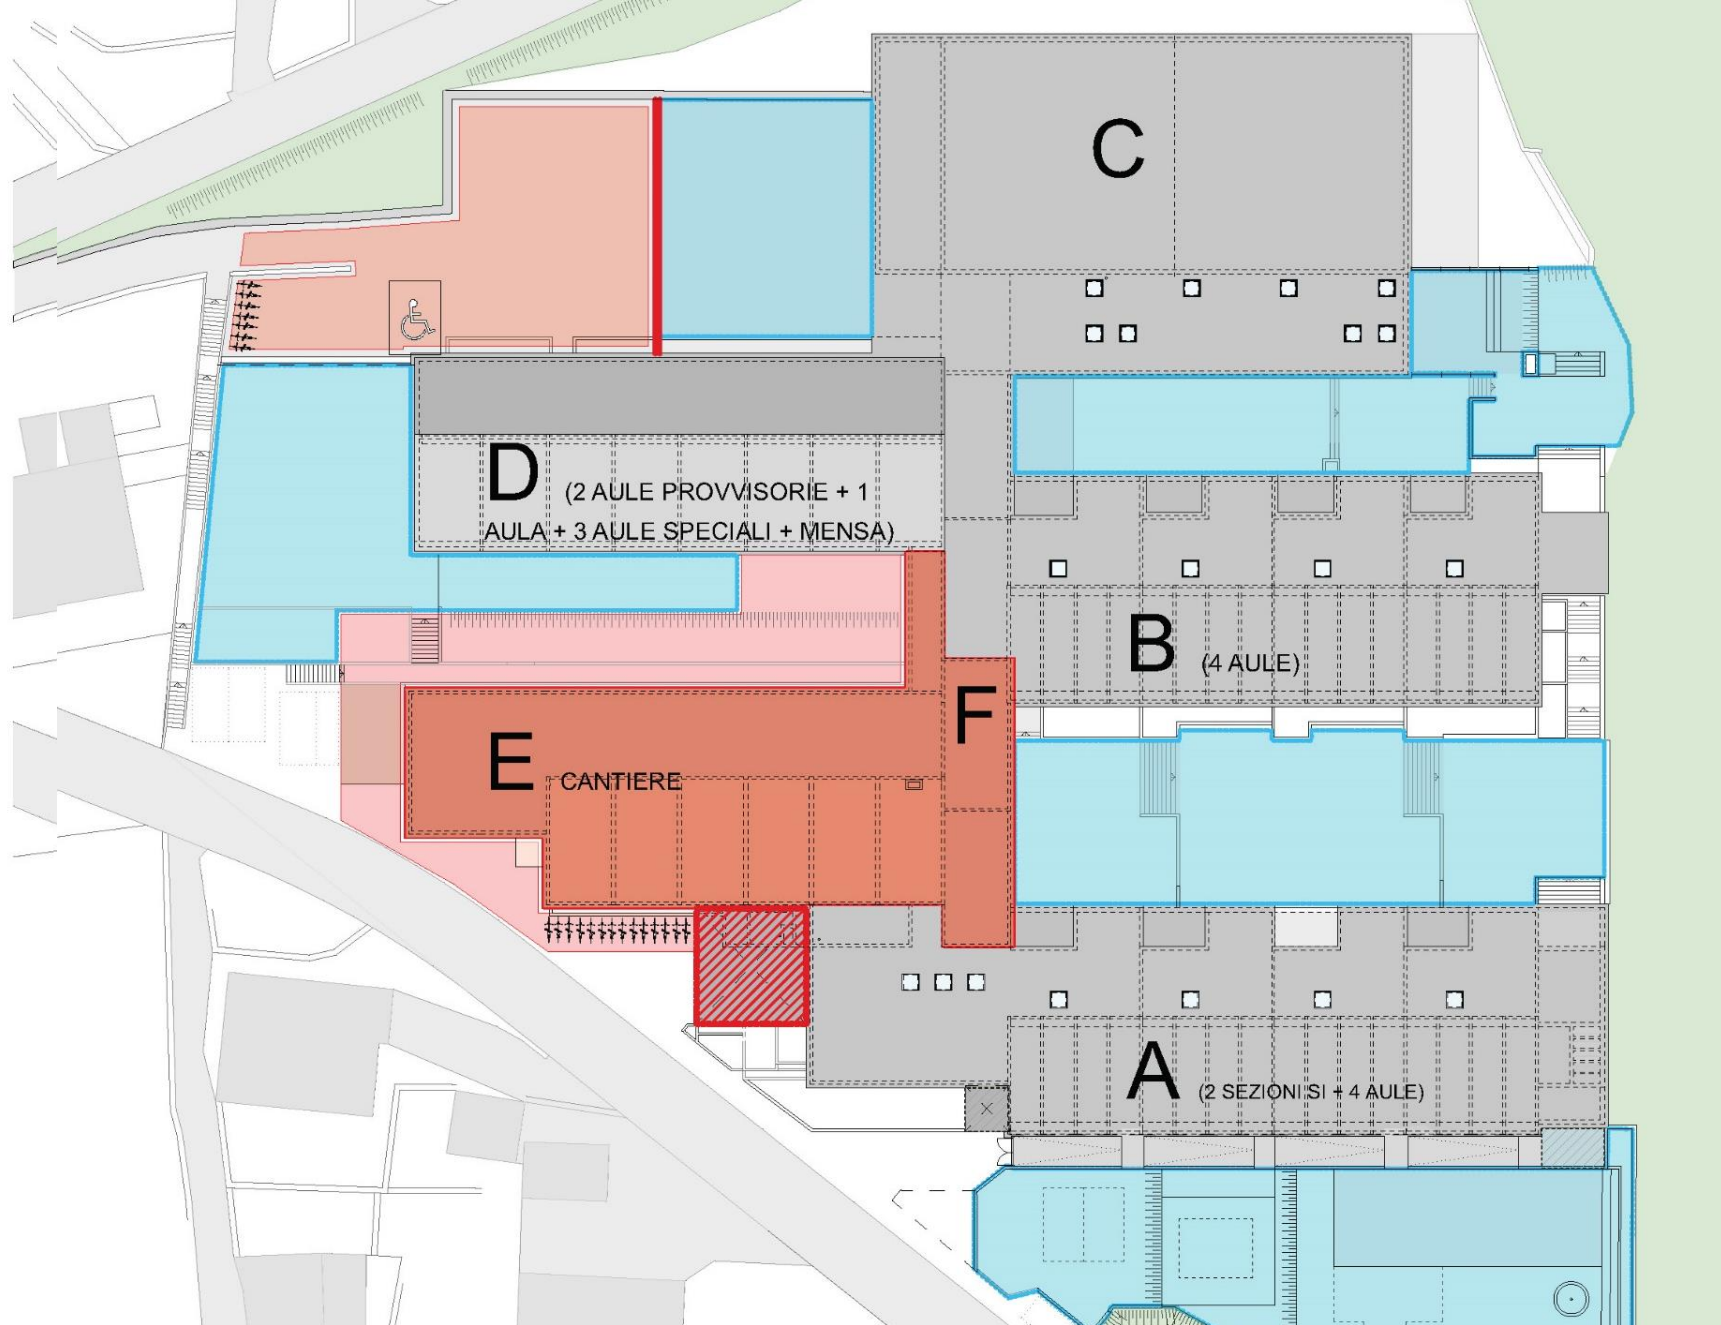 C
D (2 AULE PROVVISORIE + 1
AULA + 3 AULE SPECIALI + MENSA)
B (4 AULE)
F
E CANTIERE
A (2 SEZIONI SI + 4 AULE)